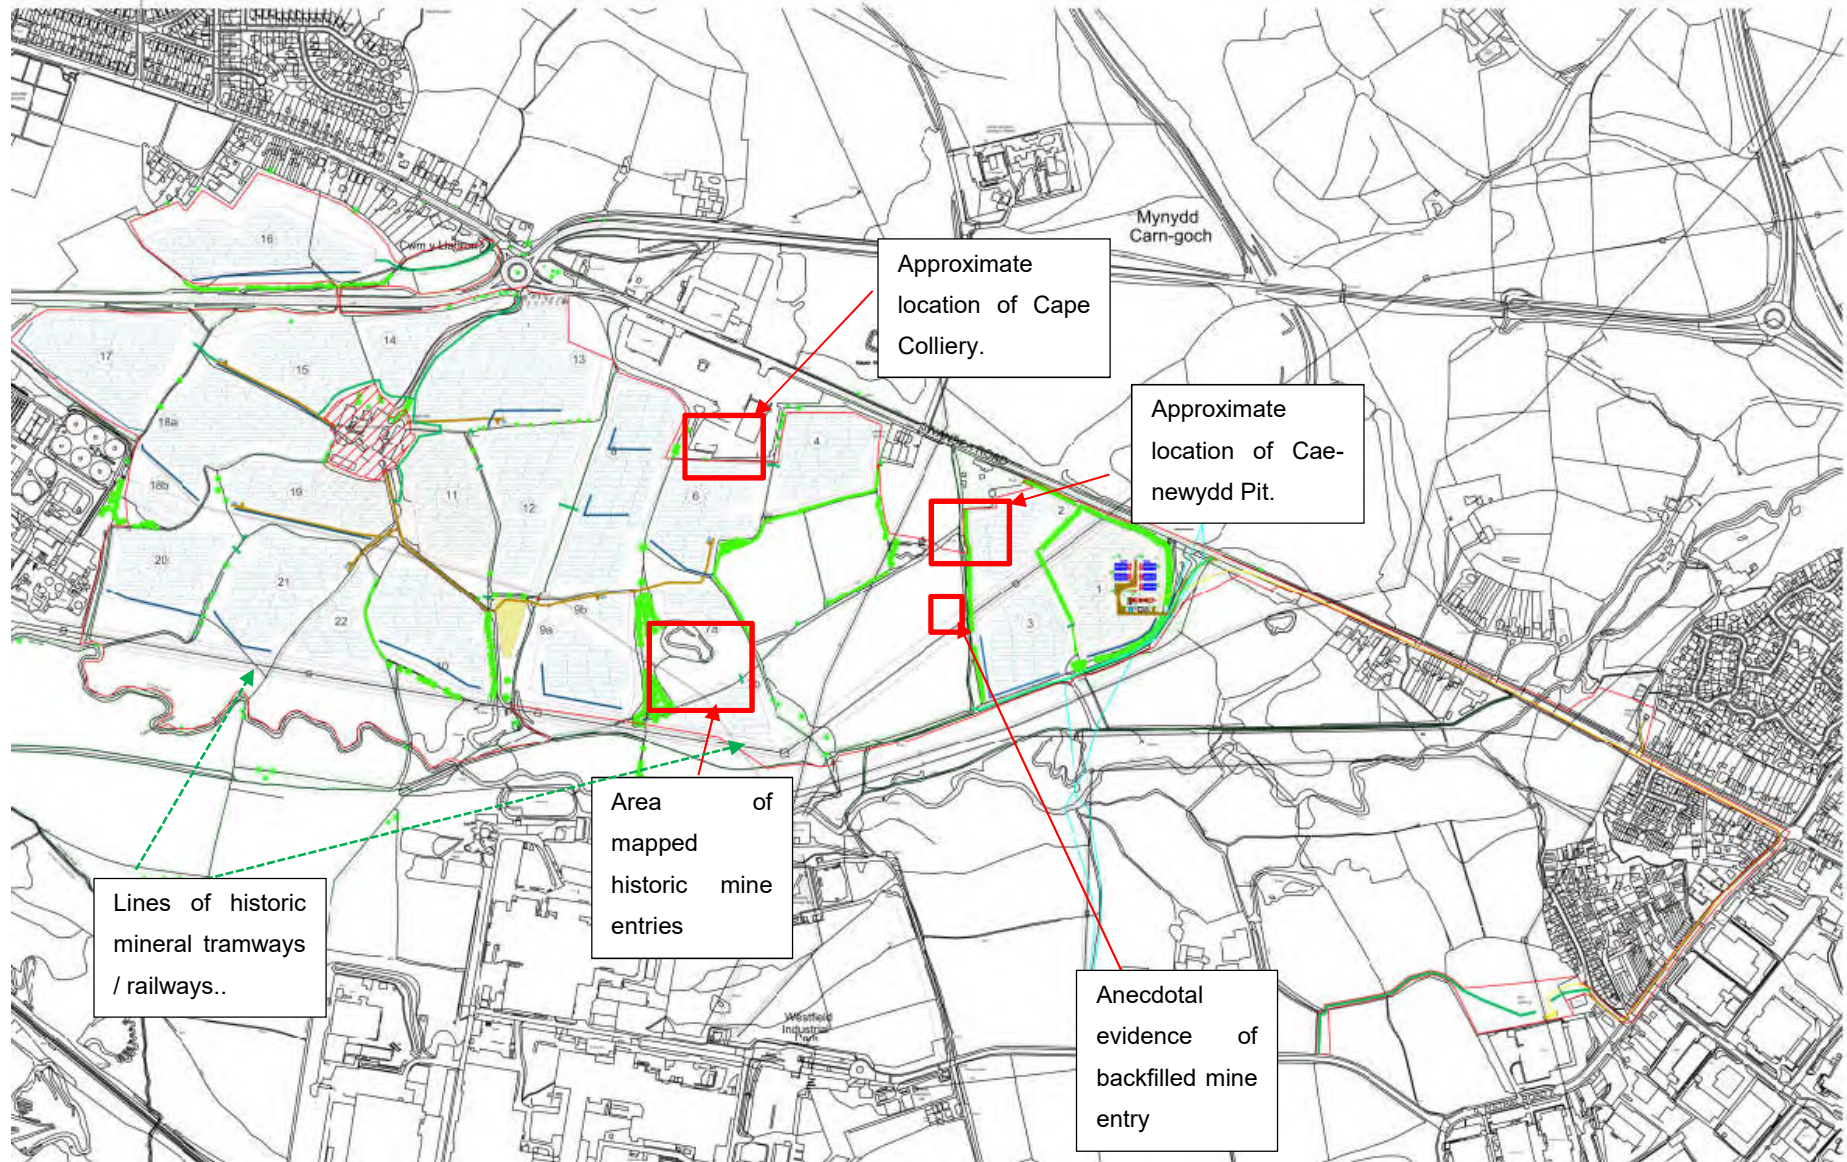 Mynydd
Carn-goch
16
Approximate
location of Cape
Colliery.
17
15
14
13
Approximate
location of Cae-
newydd Pit.
18a
4
18b
19
11
12
6
2
20
21
22
9b
9a
7a
3
1
10
Area of
mapped
historic mine
entries
Lines of historic
mineral tramways
/ railways..
Anecdotal
evidence of
backfilled mine
entry
Westfield
Industrial
Park